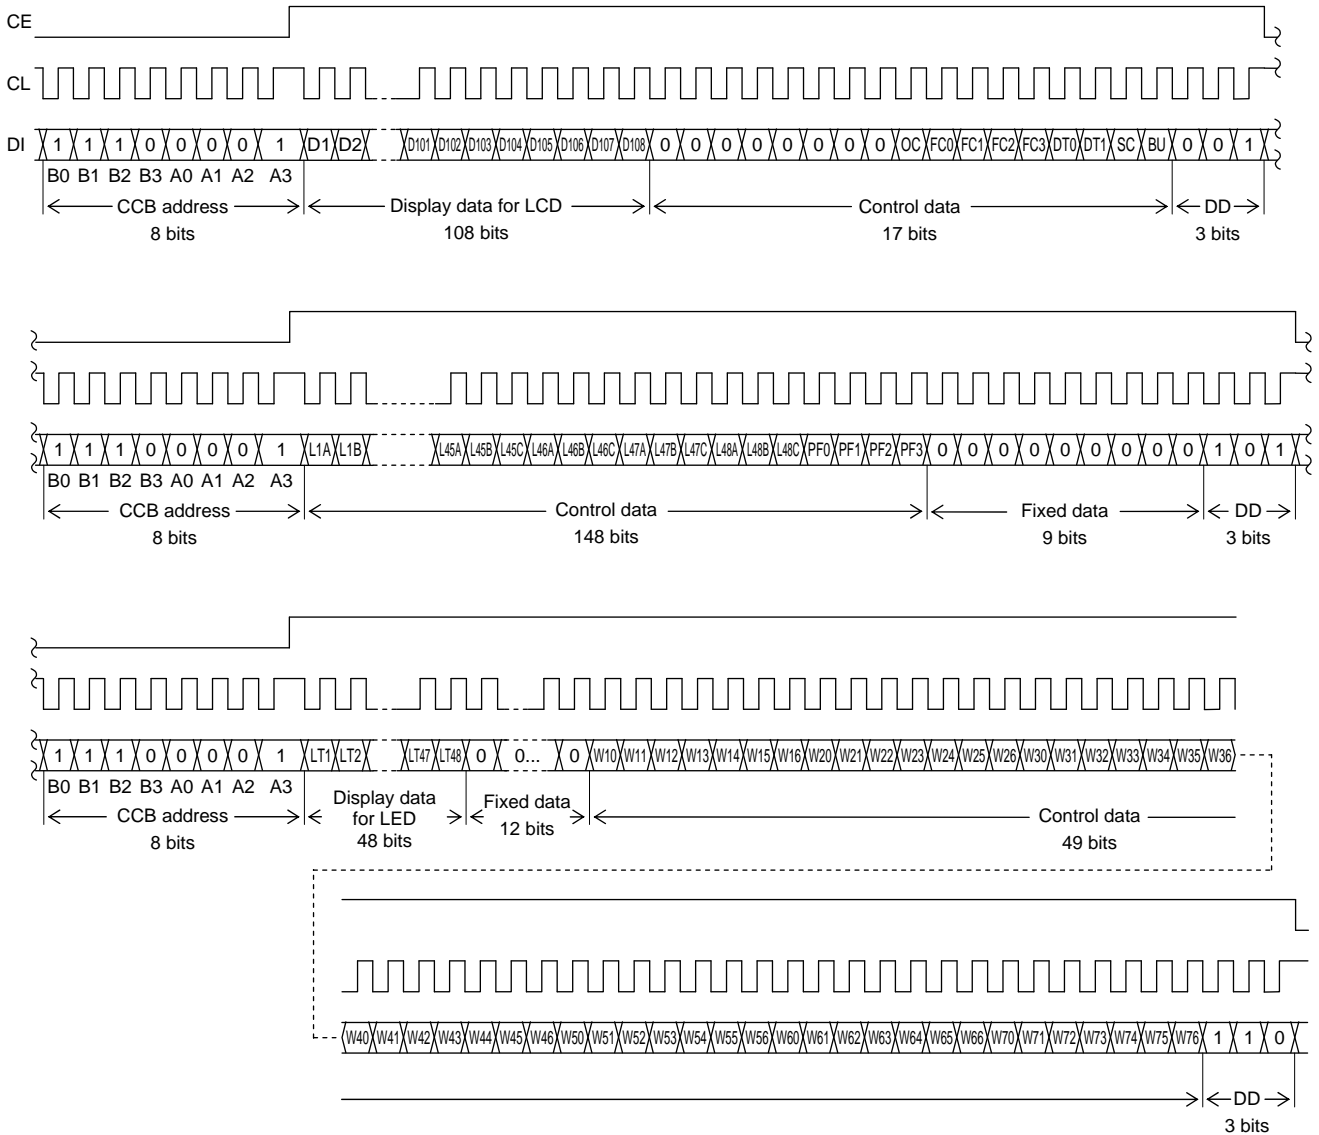 CE
CL
DI 1 1 1 0 0 0 0 1 D1 D2 D101 D102 D103 D104 D105 D106 D107 D108 0 0 0 0 0 0 0 0 OC FC0 FC1 FC2 FC3 DT0 DT1 SC BU 0 0 1
B0 B1 B2 B3 A0 A1 A2 A3
CCB address Display data for LCD Control data DD
8 bits 108 bits 17 bits 3 bits
1 1 1 0 0 0 0 1 L1A L1B L45A L45B L45C L46A L46B L46C L47A L47B L47C L48A L48B L48C PF0 PF1 PF2 PF3 0 0 0 0 0 0 0 0 0 1 0 1
B0 B1 B2 B3 A0 A1 A2 A3
CCB address Control data Fixed data DD
8 bits 148 bits 9 bits 3 bits
1 1 1 0 0 0 0 1 LT1 LT2 LT47 LT48 0 0... 0 W10 W11 W12 W13 W14 W15 W16 W20 W21 W22 W23 W24 W25 W26 W30 W31 W32 W33 W34 W35 W36
B0 B1 B2 B3 A0 A1 A2 A3
CCB address Display data for LED Fixed data Control data
8 bits 48 bits 12 bits 49 bits
W40 W41 W42 W43 W44 W45 W46 W50 W51 W52 W53 W54 W55 W56 W60 W61 W62 W63 W64 W65 W66 W70 W71 W72 W73 W74 W75 W76 1 1 0
DD
3 bits